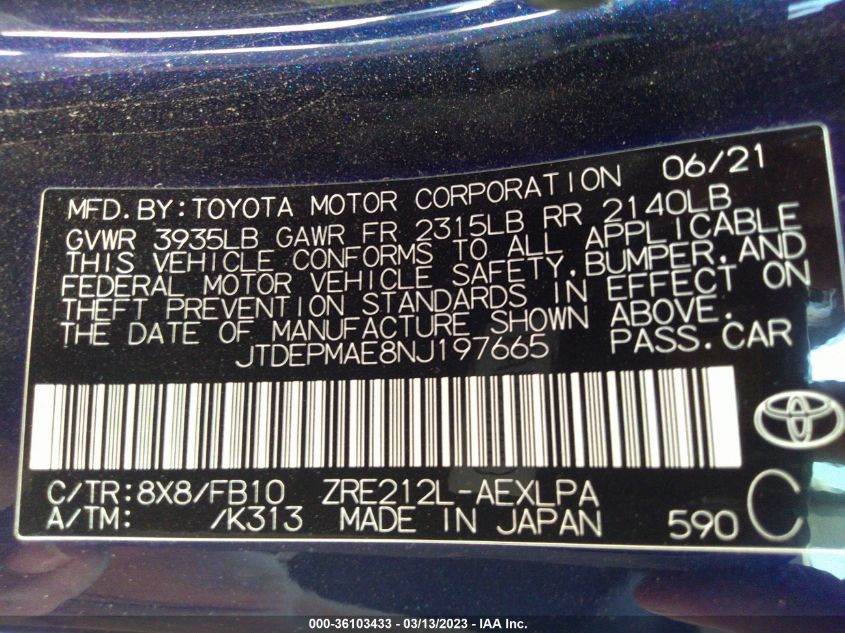 06/21
MFD.BY:TOYOTA MOTOR CORPORATION
GVWR 3935LB GAWR FR 2315LB RR 2140LB
THIS VEHICLE CONFORMS TO ALL APPLICABLE
FEDERAL MOTOR VEHICLE SAFETY,BUMPER,AND
THEFT PREVENTION STANDARDS IN EFFECT ON
THE DATE OF MANUFACTURE SHOWN ABOVE.
JTDEPMAE8NJ197665 PASS.CAR
C/TR:8X8/FB10 ZRE212L-AEXLPA
A/TM: /K313 MADE IN JAPAN 590 C
000-36103433 - 03/13/2023 - IAA Inc.